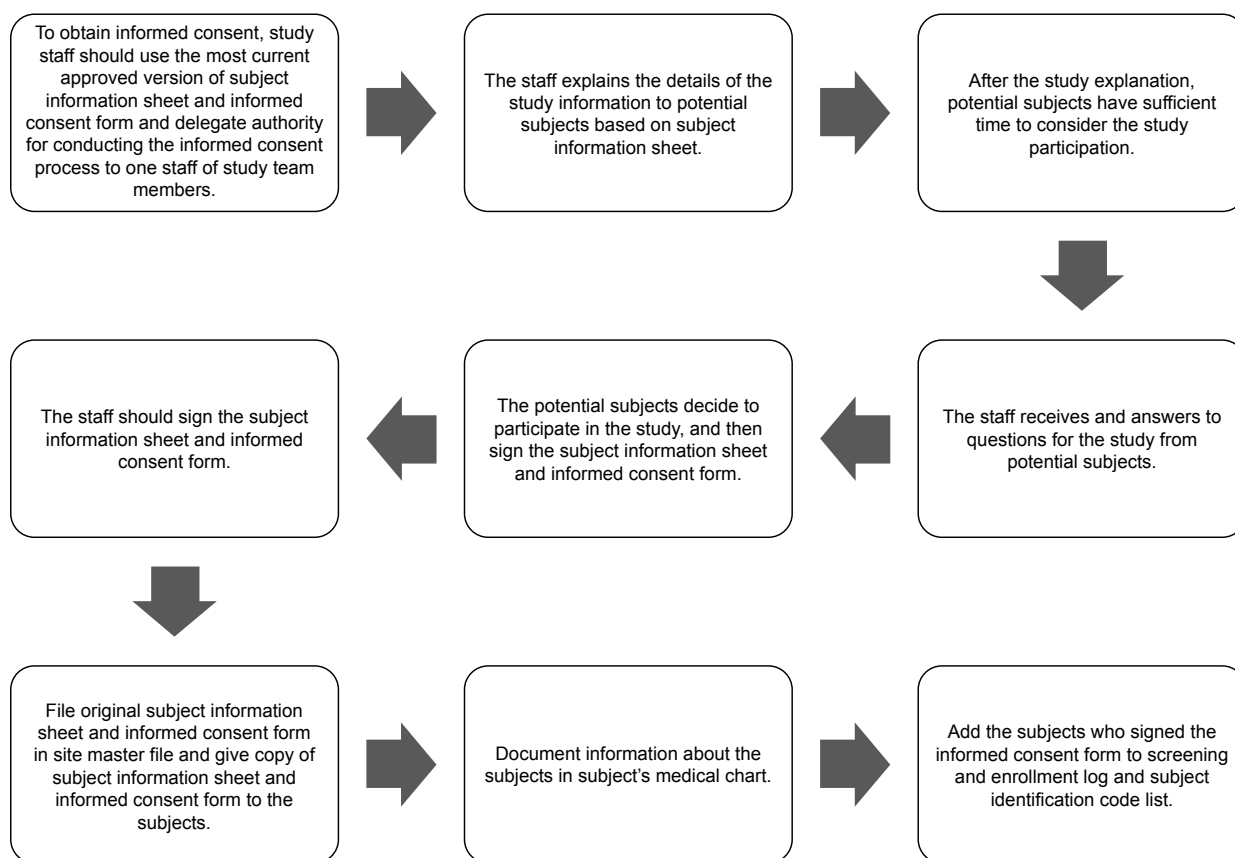 To obtain informed consent, study
staff should use the most current
approved version of subject
information sheet and informed
consent form and delegate authority
for conducting the informed consent
process to one staff of study team
members.
The staff explains the details of the
study information to potential
subjects based on subject
information sheet.
After the study explanation,
potential subjects have sufficient
time to consider the study
participation.
The staff receives and answers to
questions for the study from
potential subjects.
The potential subjects decide to
participate in the study, and then
sign the subject information sheet
and informed consent form.
The staff should sign the subject
information sheet and informed
consent form.
File original subject information
sheet and informed consent form
in site master file and give copy of
subject information sheet and
informed consent form to the
subjects.
Document information about the
subjects in subject’s medical chart.
Add the subjects who signed the
informed consent form to screening
and enrollment log and subject
identification code list.